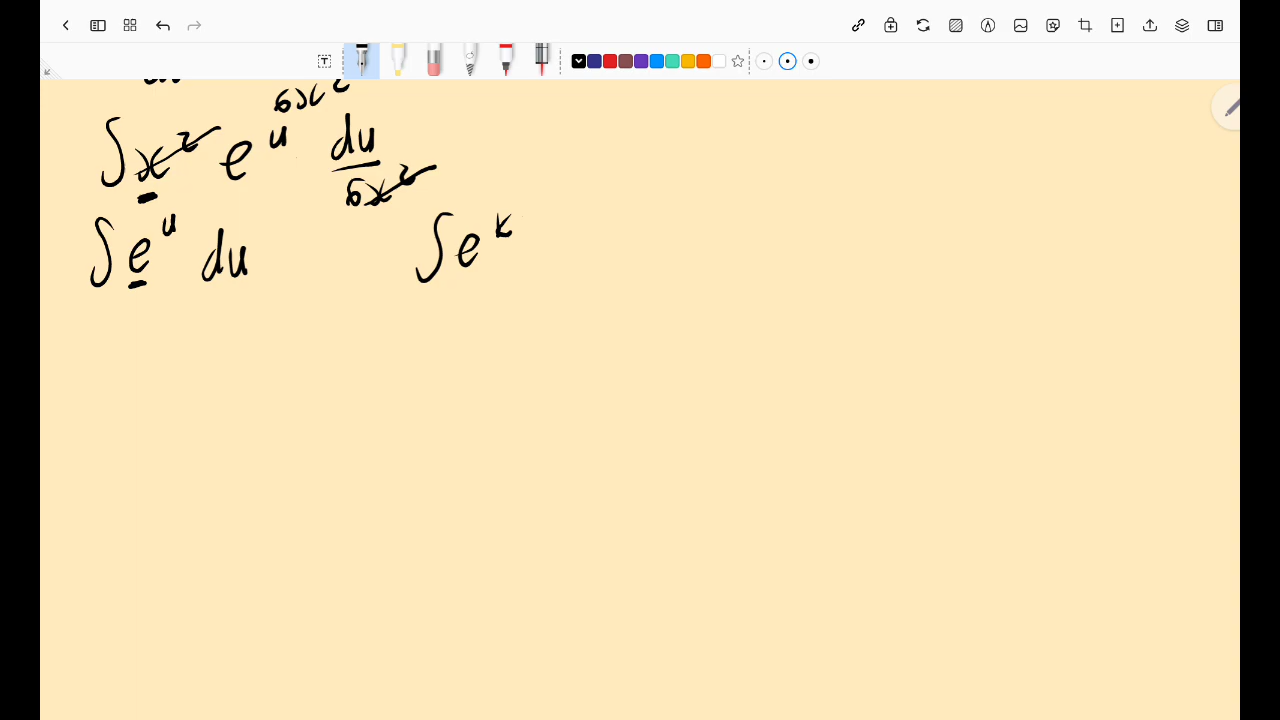 6x²
∫x² e^u du/6x²
∫e^u du ∫e^k